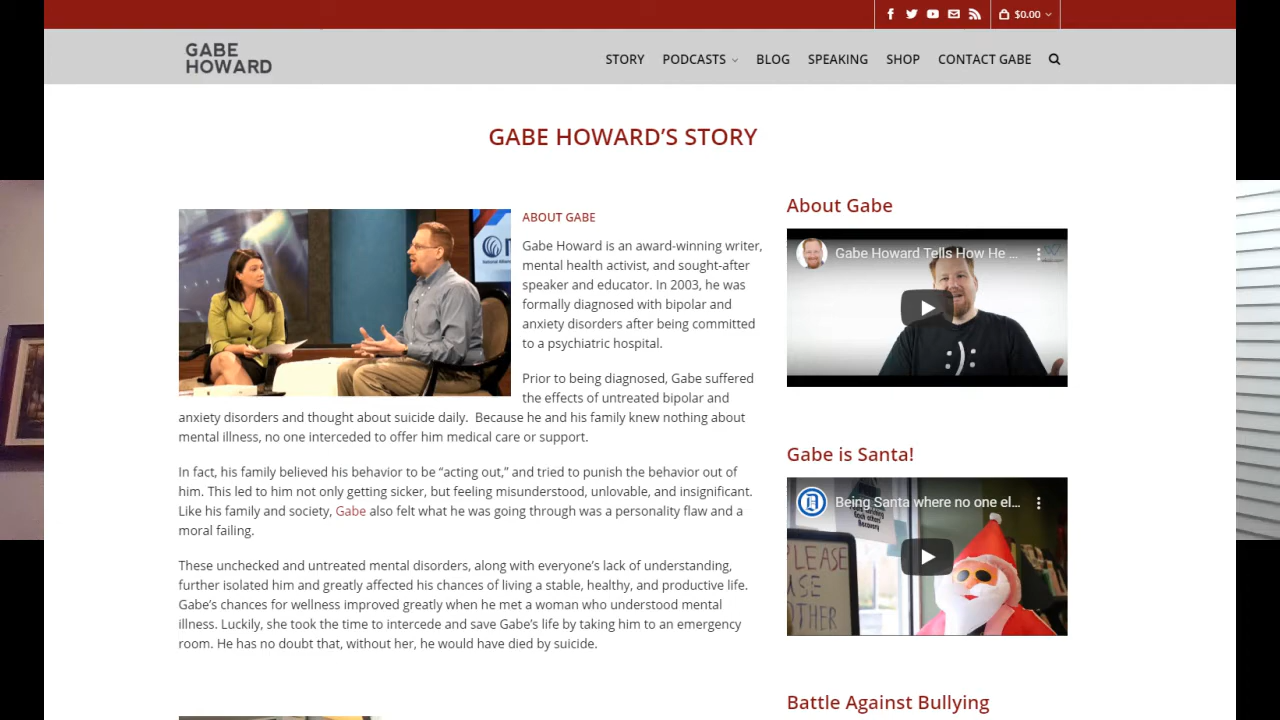 $0.00
GABE
HOWARD
STORY PODCASTS BLOG SPEAKING SHOP CONTACT GABE
GABE HOWARD’S STORY
ABOUT GABE
Gabe Howard is an award-winning writer,
mental health activist, and sought-after
speaker and educator. In 2003, he was
formally diagnosed with bipolar and
anxiety disorders after being committed
to a psychiatric hospital.
Prior to being diagnosed, Gabe suffered
the effects of untreated bipolar and
anxiety disorders and thought about suicide daily.  Because he and his family knew nothing about
mental illness, no one interceded to offer him medical care or support.
In fact, his family believed his behavior to be “acting out,” and tried to punish the behavior out of
him. This led to him not only getting sicker, but feeling misunderstood, unlovable, and insignificant.
Like his family and society, Gabe also felt what he was going through was a personality flaw and a
moral failing.
These unchecked and untreated mental disorders, along with everyone’s lack of understanding,
further isolated him and greatly affected his chances of living a stable, healthy, and productive life.
Gabe’s chances for wellness improved greatly when he met a woman who understood mental
illness. Luckily, she took the time to intercede and save Gabe’s life by taking him to an emergency
room. He has no doubt that, without her, he would have died by suicide.
About Gabe
Gabe Howard Tells How He ...
Gabe is Santa!
Being Santa where no one el...
PLEASE
USE
OTHER
Recovery
Battle Against Bullying